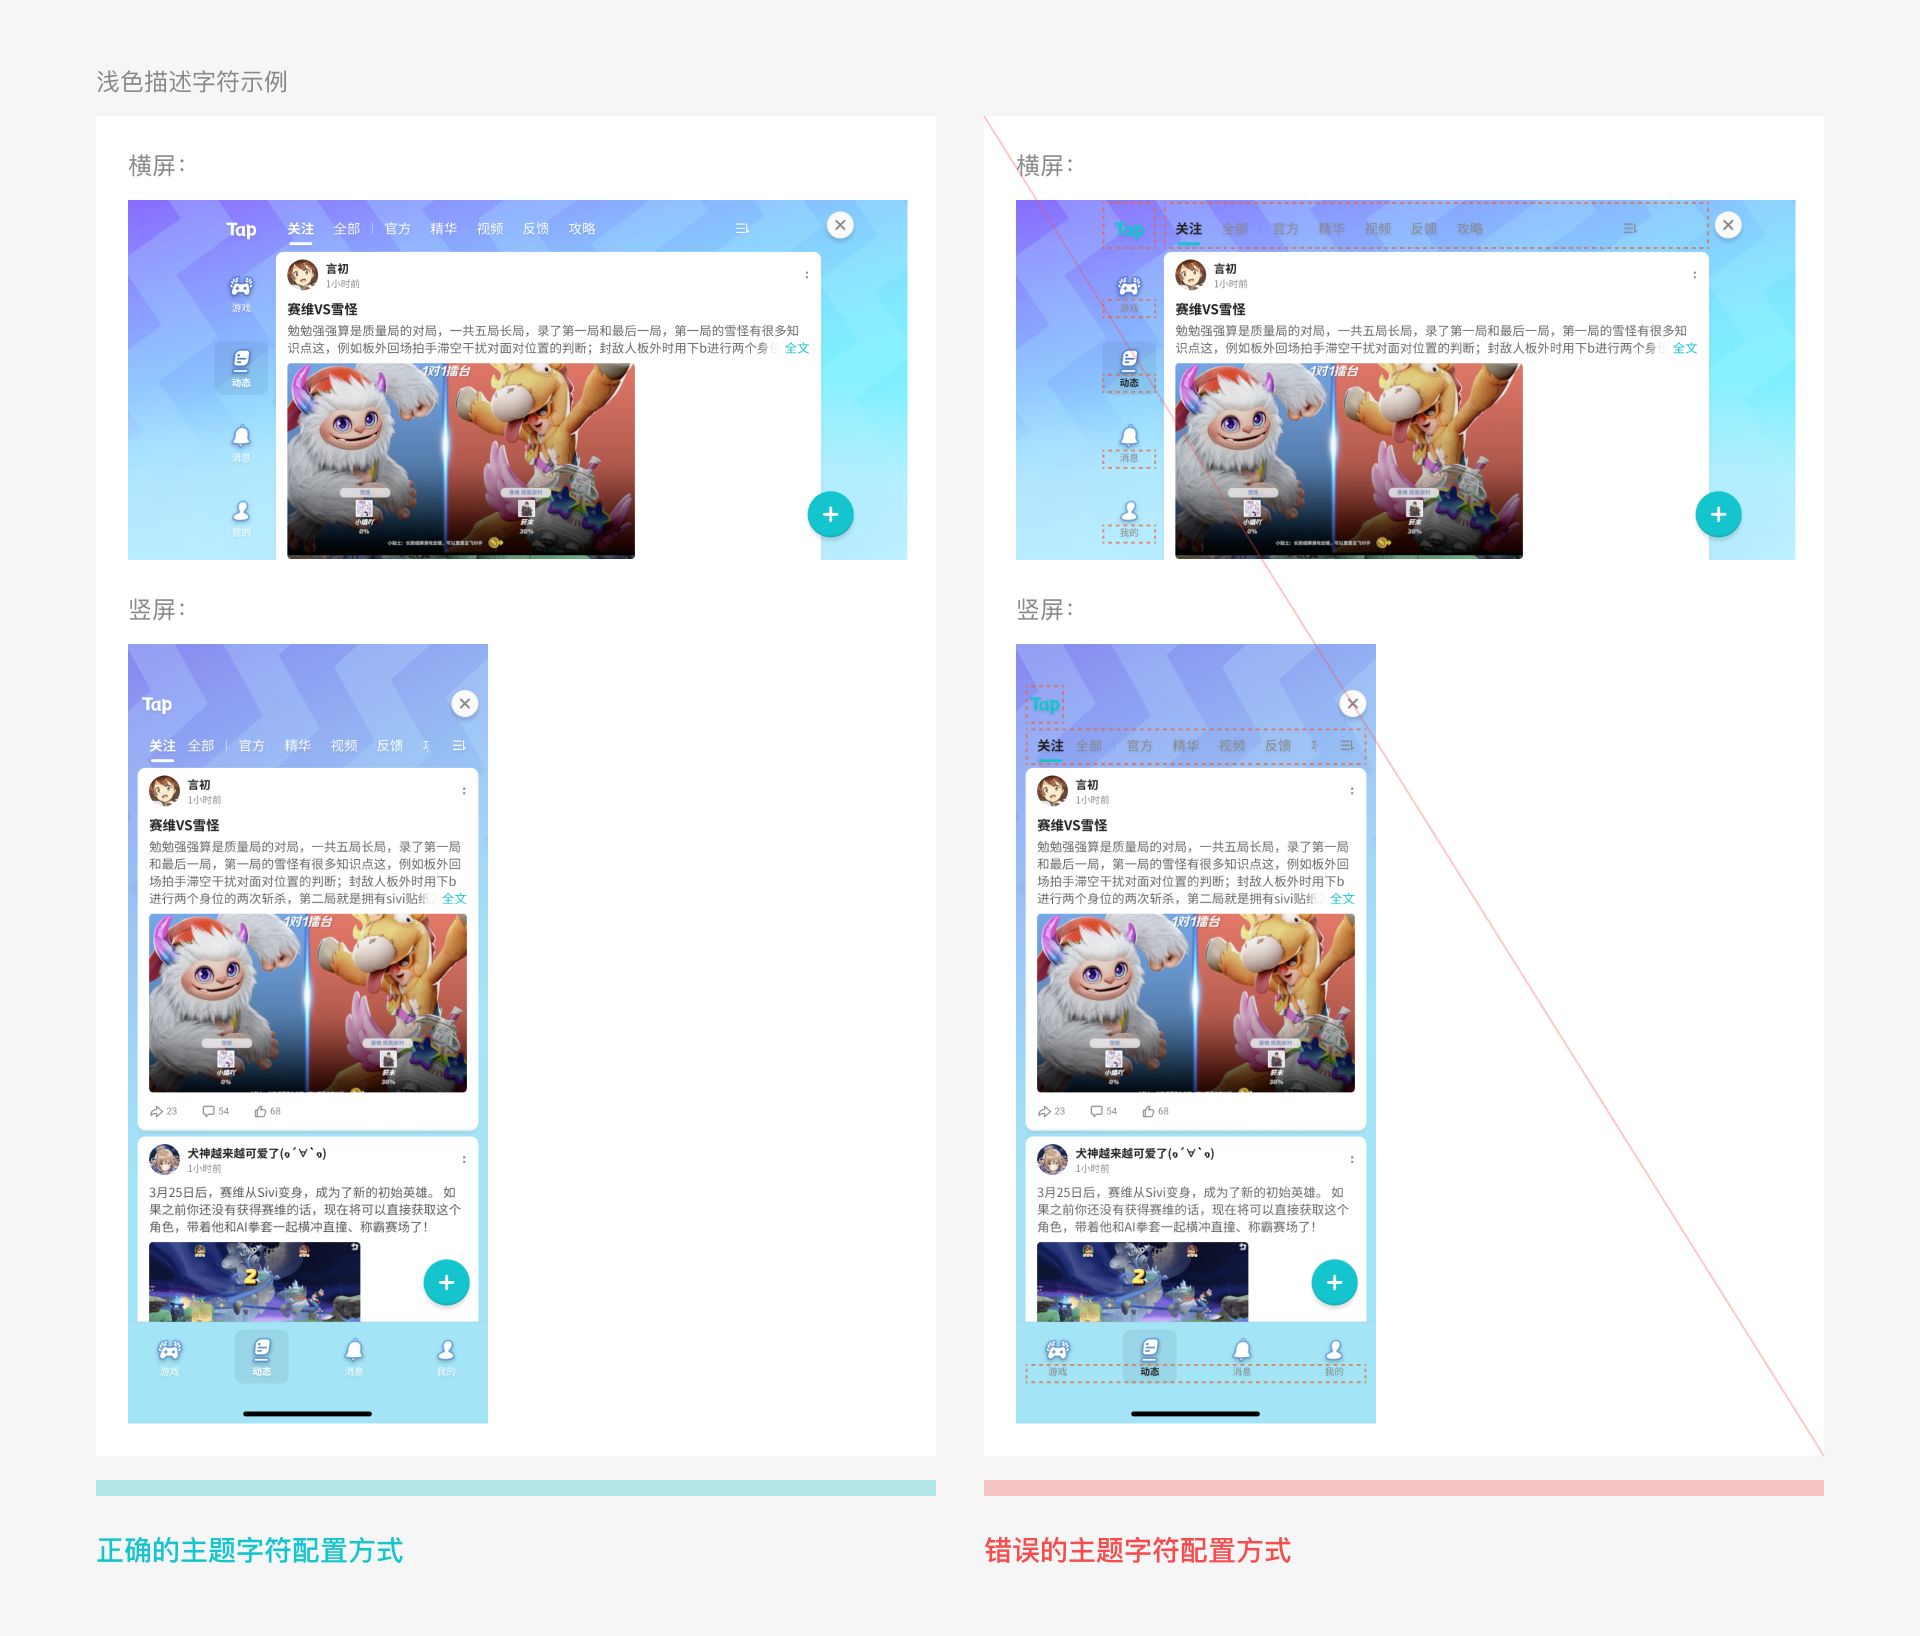 浅色描述字符示例
横屏：
Tap
关注 全部 官方 精华 视频 反馈 攻略
言初
1小时前
游戏
赛维VS雪怪
勉勉强强算是质量局的对局，一共五局长局，录了第一局和最后一局，第一局的雪怪有很多知
识点这，例如板外回场拍手滞空干扰对面对位置的判断；封敌人板外时用下b进行两个身位 全文
1对1擂台
动态
消息
雪怪
0%
30%
我的
竖屏：
Tap
关注 全部 官方 精华 视频 反馈
言初
1小时前
赛维VS雪怪
勉勉强强算是质量局的对局，一共五局长局，录了第一局
和最后一局，第一局的雪怪有很多知识点这，例如板外回
场拍手滞空干扰对面对位置的判断；封敌人板外时用下b
进行两个身位的两次斩杀，第二局就是拥有sivi贴纸 全文
1对1擂台
雪怪
0%
30%
23 54 68
犬神越来越可爱了(๑´∀`๑)
1小时前
3月25日后，赛维从Sivi变身，成为了新的初始英雄。 如
果之前你还没有获得赛维的话，现在将可以直接获取这个
角色，带着他和AI拳套一起横冲直撞、称霸赛场了！
2
游戏 动态 消息 我的
正确的主题字符配置方式
横屏：
Tap
关注 全部 官方 精华 视频 反馈 攻略
言初
1小时前
游戏
赛维VS雪怪
勉勉强强算是质量局的对局，一共五局长局，录了第一局和最后一局，第一局的雪怪有很多知
识点这，例如板外回场拍手滞空干扰对面对位置的判断；封敌人板外时用下b进行两个身位 全文
1对1擂台
动态
消息
雪怪
0%
30%
我的
竖屏：
Tap
关注 全部 官方 精华 视频 反馈
言初
1小时前
赛维VS雪怪
勉勉强强算是质量局的对局，一共五局长局，录了第一局
和最后一局，第一局的雪怪有很多知识点这，例如板外回
场拍手滞空干扰对面对位置的判断；封敌人板外时用下b
进行两个身位的两次斩杀，第二局就是拥有sivi贴纸 全文
1对1擂台
雪怪
0%
30%
23 54 68
犬神越来越可爱了(๑´∀`๑)
1小时前
3月25日后，赛维从Sivi变身，成为了新的初始英雄。 如
果之前你还没有获得赛维的话，现在将可以直接获取这个
角色，带着他和AI拳套一起横冲直撞、称霸赛场了！
2
游戏 动态 消息 我的
错误的主题字符配置方式